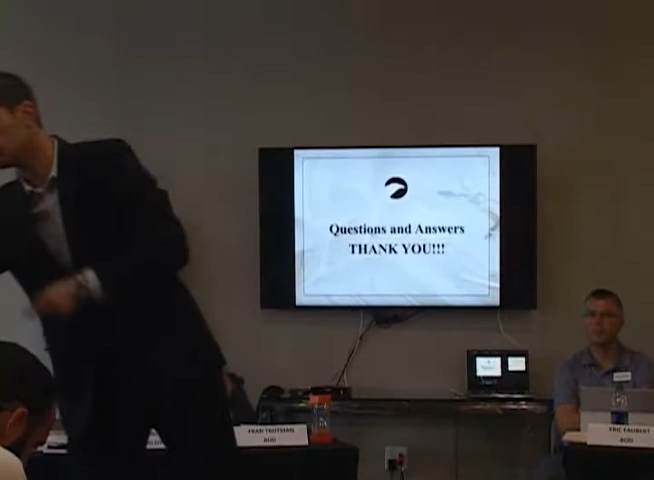 Questions and Answers
THANK YOU!!!
FRAN TROTMAN
BOD
ERIC FAUBERT
BOD